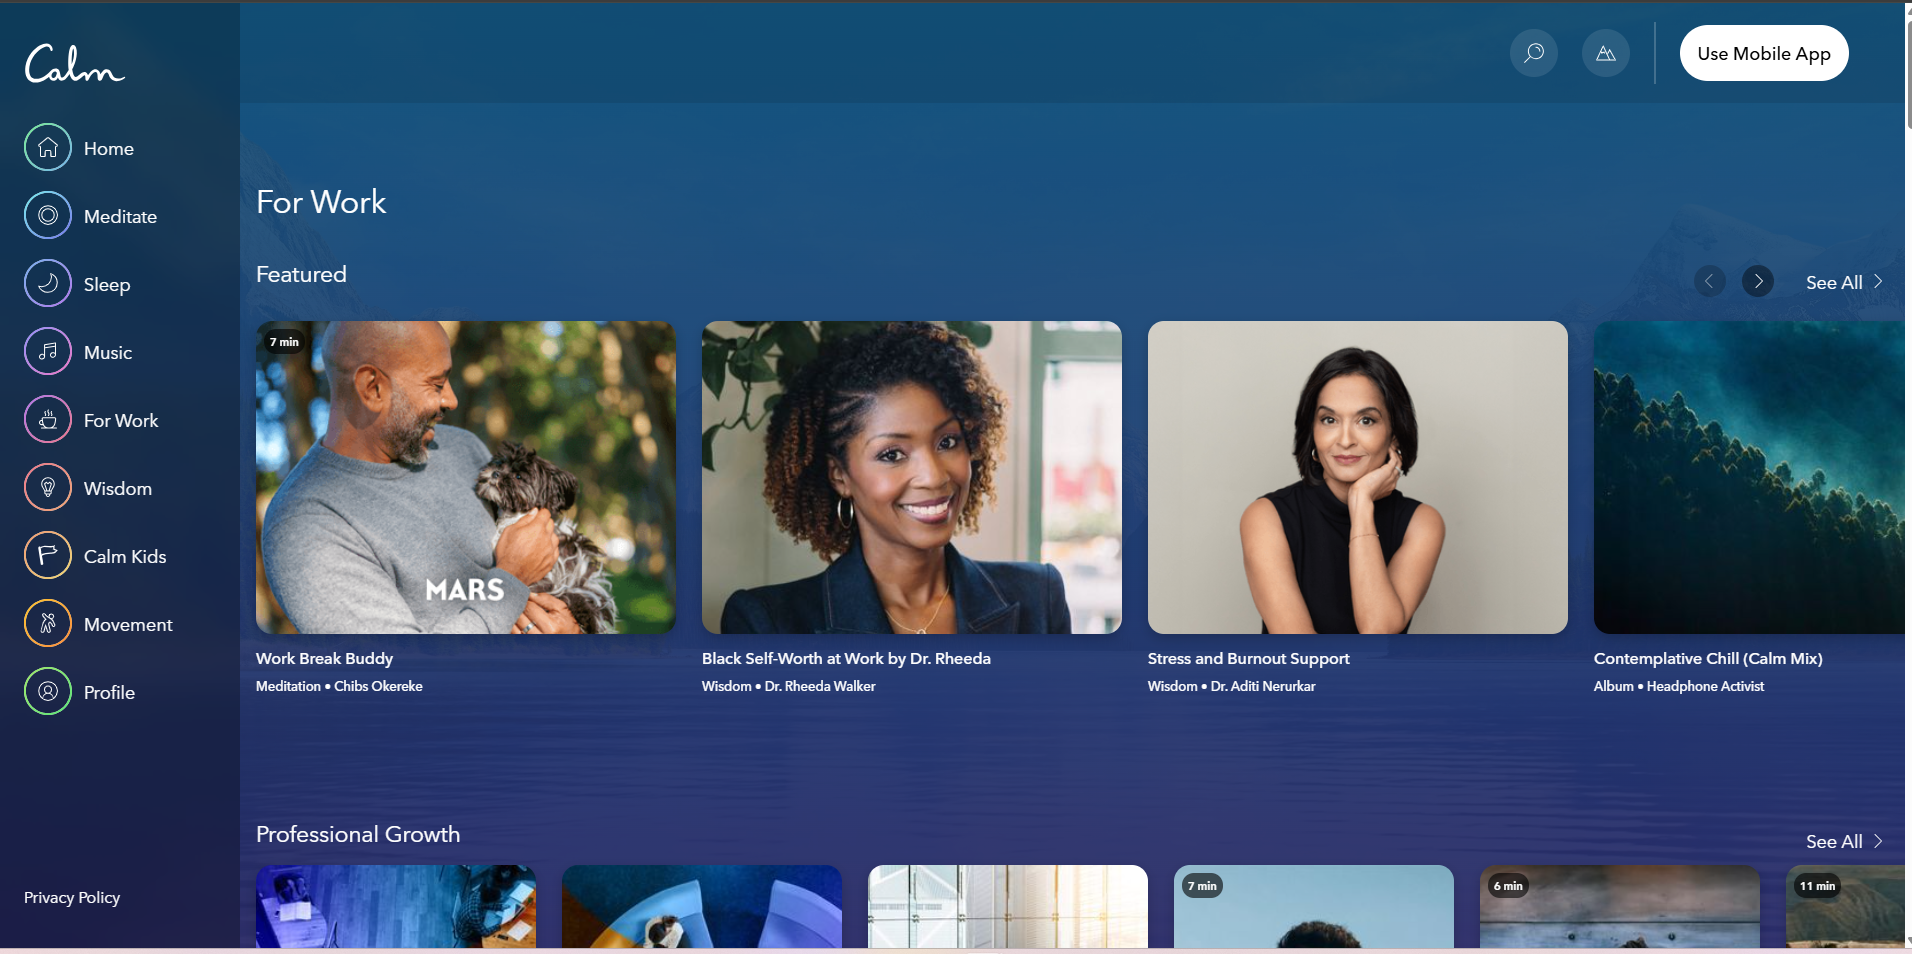 Calm
Use Mobile App
Home
Meditate
Sleep
Music
For Work
Wisdom
Calm Kids
Movement
Profile
Privacy Policy
For Work
Featured
See All
7 min
MARS
Work Break Buddy
Meditation • Chibs Okereke
Black Self-Worth at Work by Dr. Rheeda
Wisdom • Dr. Rheeda Walker
Stress and Burnout Support
Wisdom • Dr. Aditi Nerurkar
Contemplative Chill (Calm Mix)
Album • Headphone Activist
Professional Growth
See All
7 min
6 min
11 min